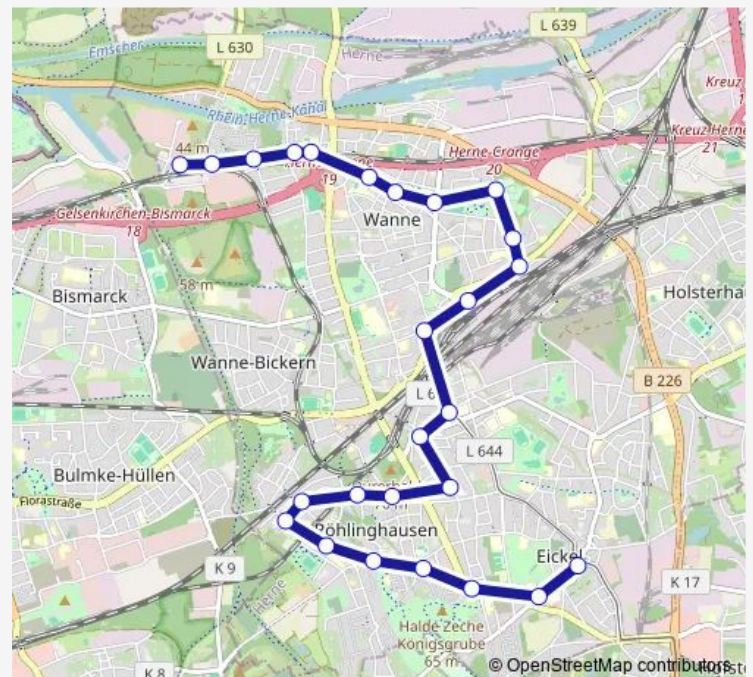 L 639
L 630
Emscher
Herne
Kreuz
Rhein-Herne-Kanal
Kreuz-Herne
21
44 m
Herne-Crange
20
19
Gelsenkirchen-Bismarck
18
Wanne
58 m
Bismarck
Holsterha
Wanne-Bickern
B 226
L 6
L 644
Bulmke-Hüllen
Florastraße
Röhlinghausen
Eickel
K 9
K 17
Herne
Halde Zeche
Königsgrube
65 m
K 8
© OpenStreetMap contributors